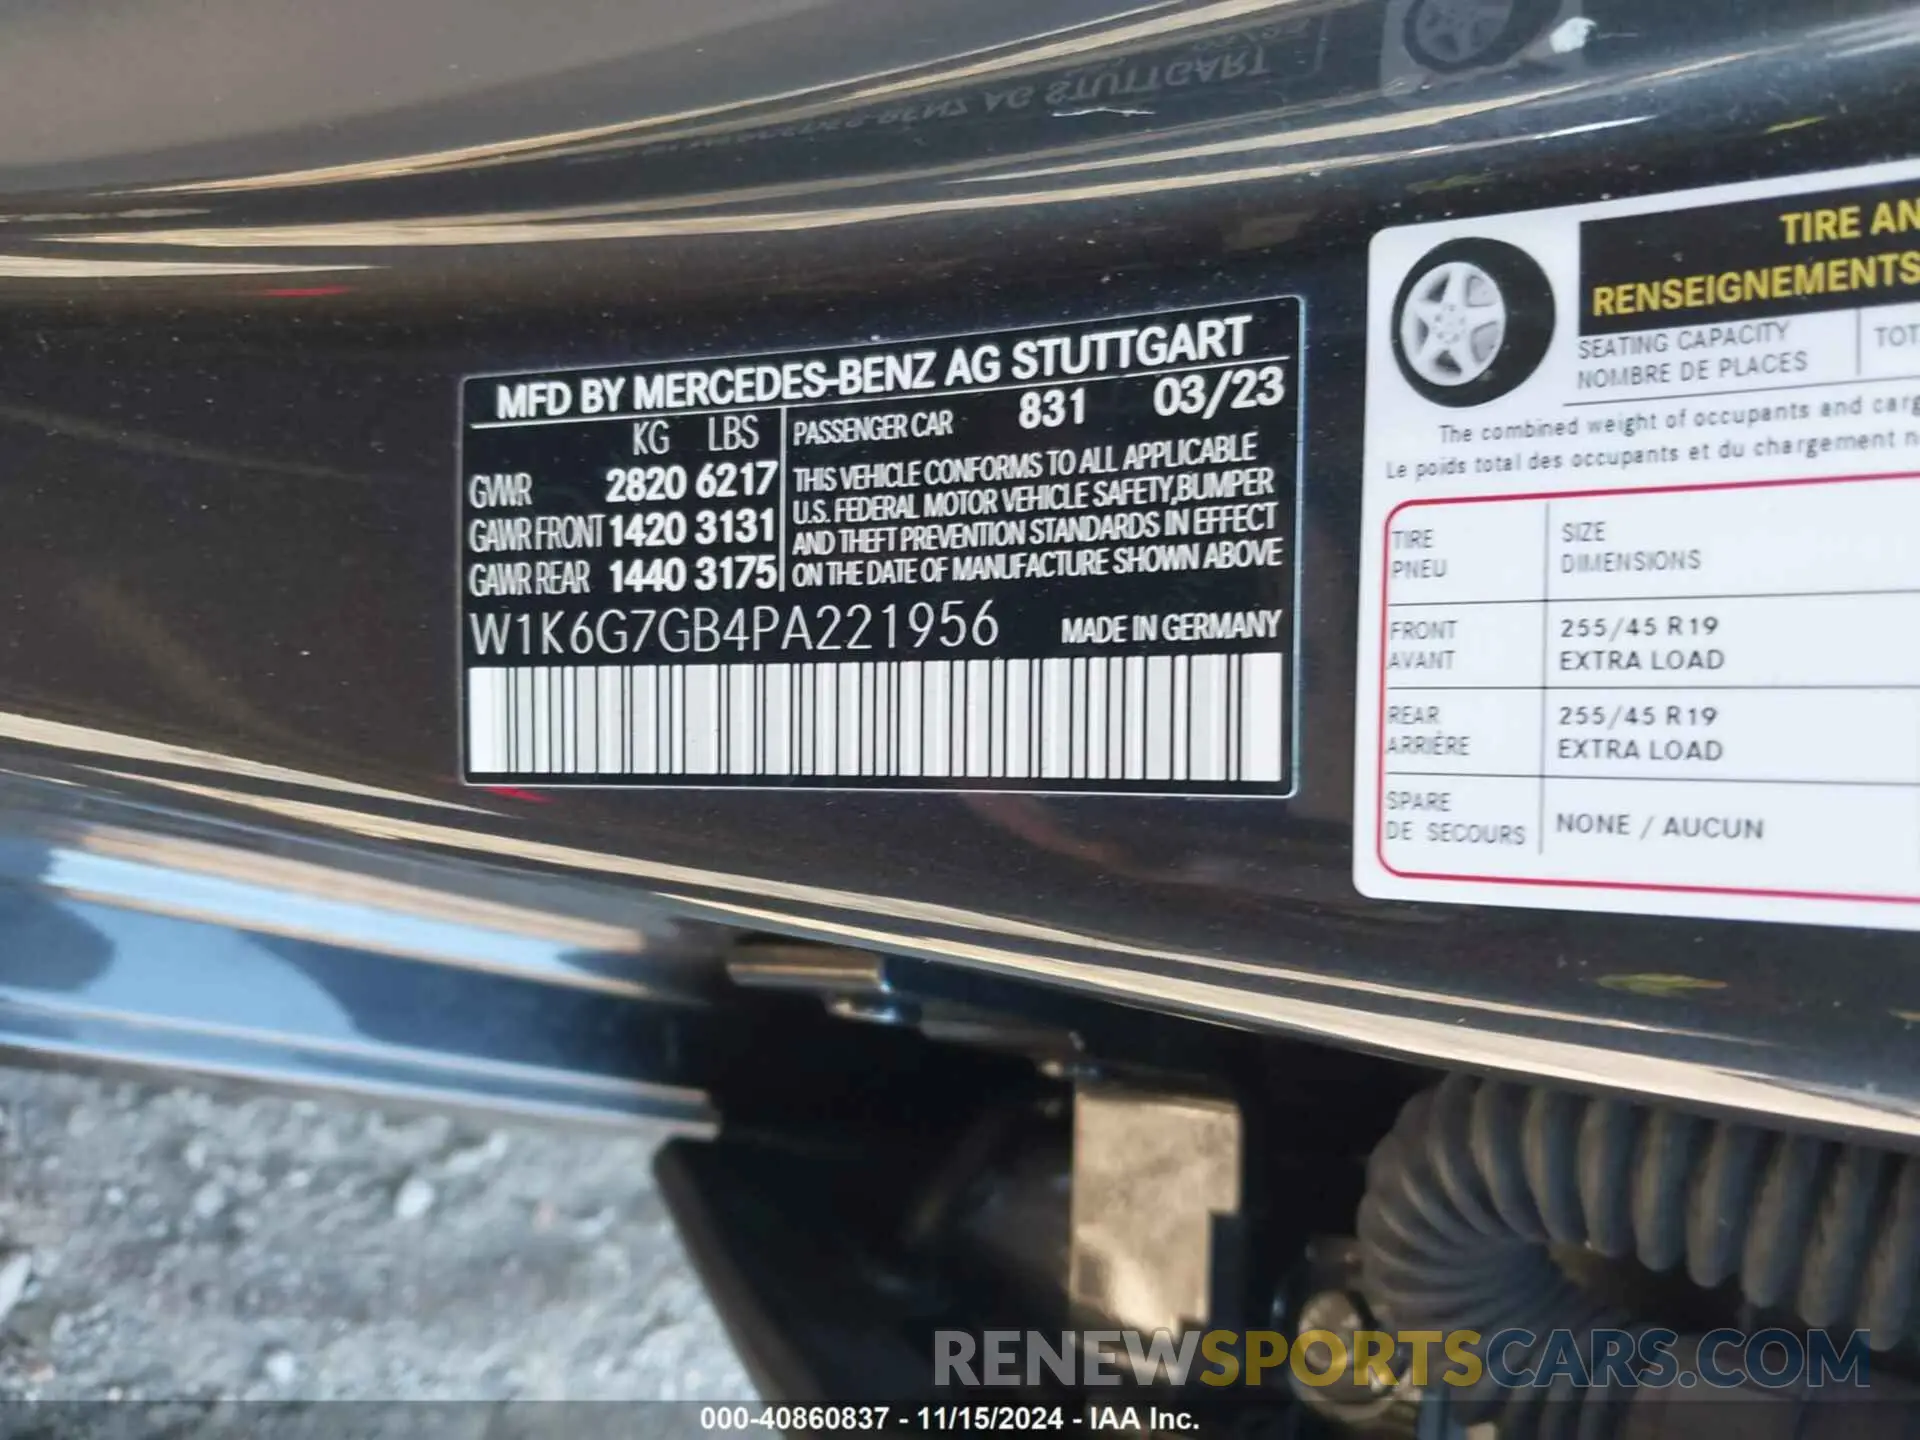 MFD BY MERCEDES-BENZ AG STUTTGART
KG LBS
PASSENGER CAR 831 03/23
GVWR 2820 6217
GAWR FRONT 1420 3131
GAWR REAR 1440 3175
THIS VEHICLE CONFORMS TO ALL APPLICABLE
U.S. FEDERAL MOTOR VEHICLE SAFETY,BUMPER
AND THEFT PREVENTION STANDARDS IN EFFECT
ON THE DATE OF MANUFACTURE SHOWN ABOVE
W1K6G7GB4PA221956 MADE IN GERMANY
TIRE AN
RENSEIGNEMENTS
SEATING CAPACITY
NOMBRE DE PLACES
TOT
The combined weight of occupants and carg
Le poids total des occupants et du chargement n
TIRE
PNEU
SIZE
DIMENSIONS
FRONT
AVANT
255/45 R19
EXTRA LOAD
REAR
ARRIÈRE
255/45 R19
EXTRA LOAD
SPARE
DE SECOURS
NONE / AUCUN
RENEWSPORTSCARS.COM
000-40860837 - 11/15/2024 - IAA Inc.